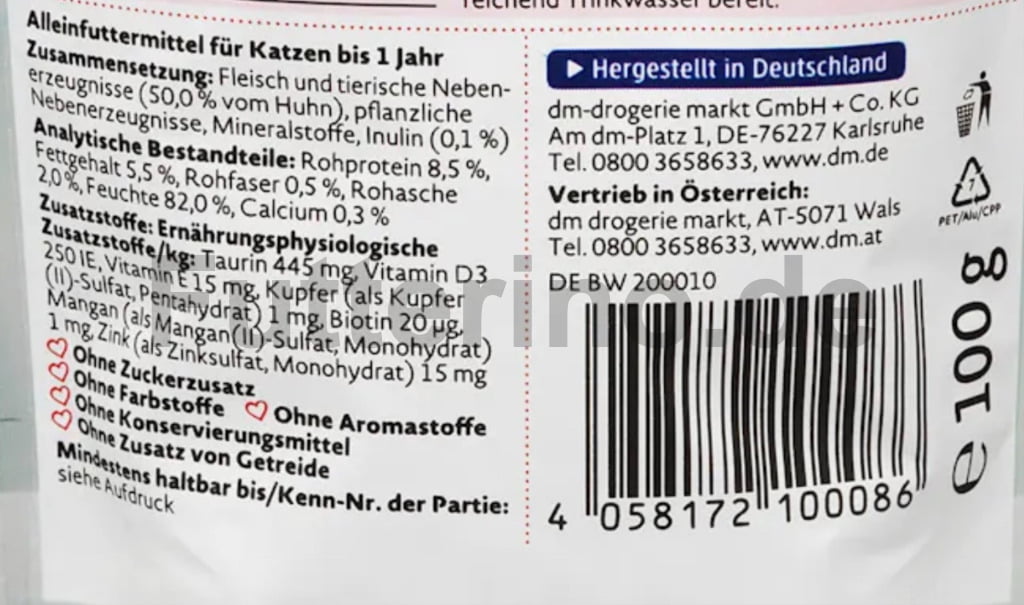 reichend Trinkwasser bereit.
Alleinfuttermittel für Katzen bis 1 Jahr
Zusammensetzung: Fleisch und tierische Neben-
erzeugnisse (50,0 % vom Huhn), pflanzliche
Nebenerzeugnisse, Mineralstoffe, Inulin (0,1 %)
Analytische Bestandteile: Rohprotein 8,5 %,
Fettgehalt 5,5 %, Rohfaser 0,5 %, Rohasche
2,0 %, Feuchte 82,0 %, Calcium 0,3 %
Zusatzstoffe: Ernährungsphysiologische
Zusatzstoffe/kg: Taurin 445 mg, Vitamin D3
250 IE, Vitamin E 15 mg, Kupfer (als Kupfer
(II)-Sulfat, Pentahydrat) 1 mg, Biotin 20 µg,
Mangan (als Mangan(II)-Sulfat, Monohydrat)
1 mg, Zink (als Zinksulfat, Monohydrat) 15 mg
Ohne Zuckerzusatz
Ohne Farbstoffe Ohne Aromastoffe
Ohne Konservierungsmittel
Ohne Zusatz von Getreide
Mindestens haltbar bis/Kenn-Nr. der Partie:
siehe Aufdruck
Hergestellt in Deutschland
dm-drogerie markt GmbH + Co. KG
Am dm-Platz 1, DE-76227 Karlsruhe
Tel. 0800 3658633, www.dm.de
Vertrieb in Österreich:
dm drogerie markt, AT-5071 Wals
Tel. 0800 3658633, www.dm.at
DE BW 200010
4 058172 100086
7
PET/Alu/CPP
e 100 g
Futterino.de